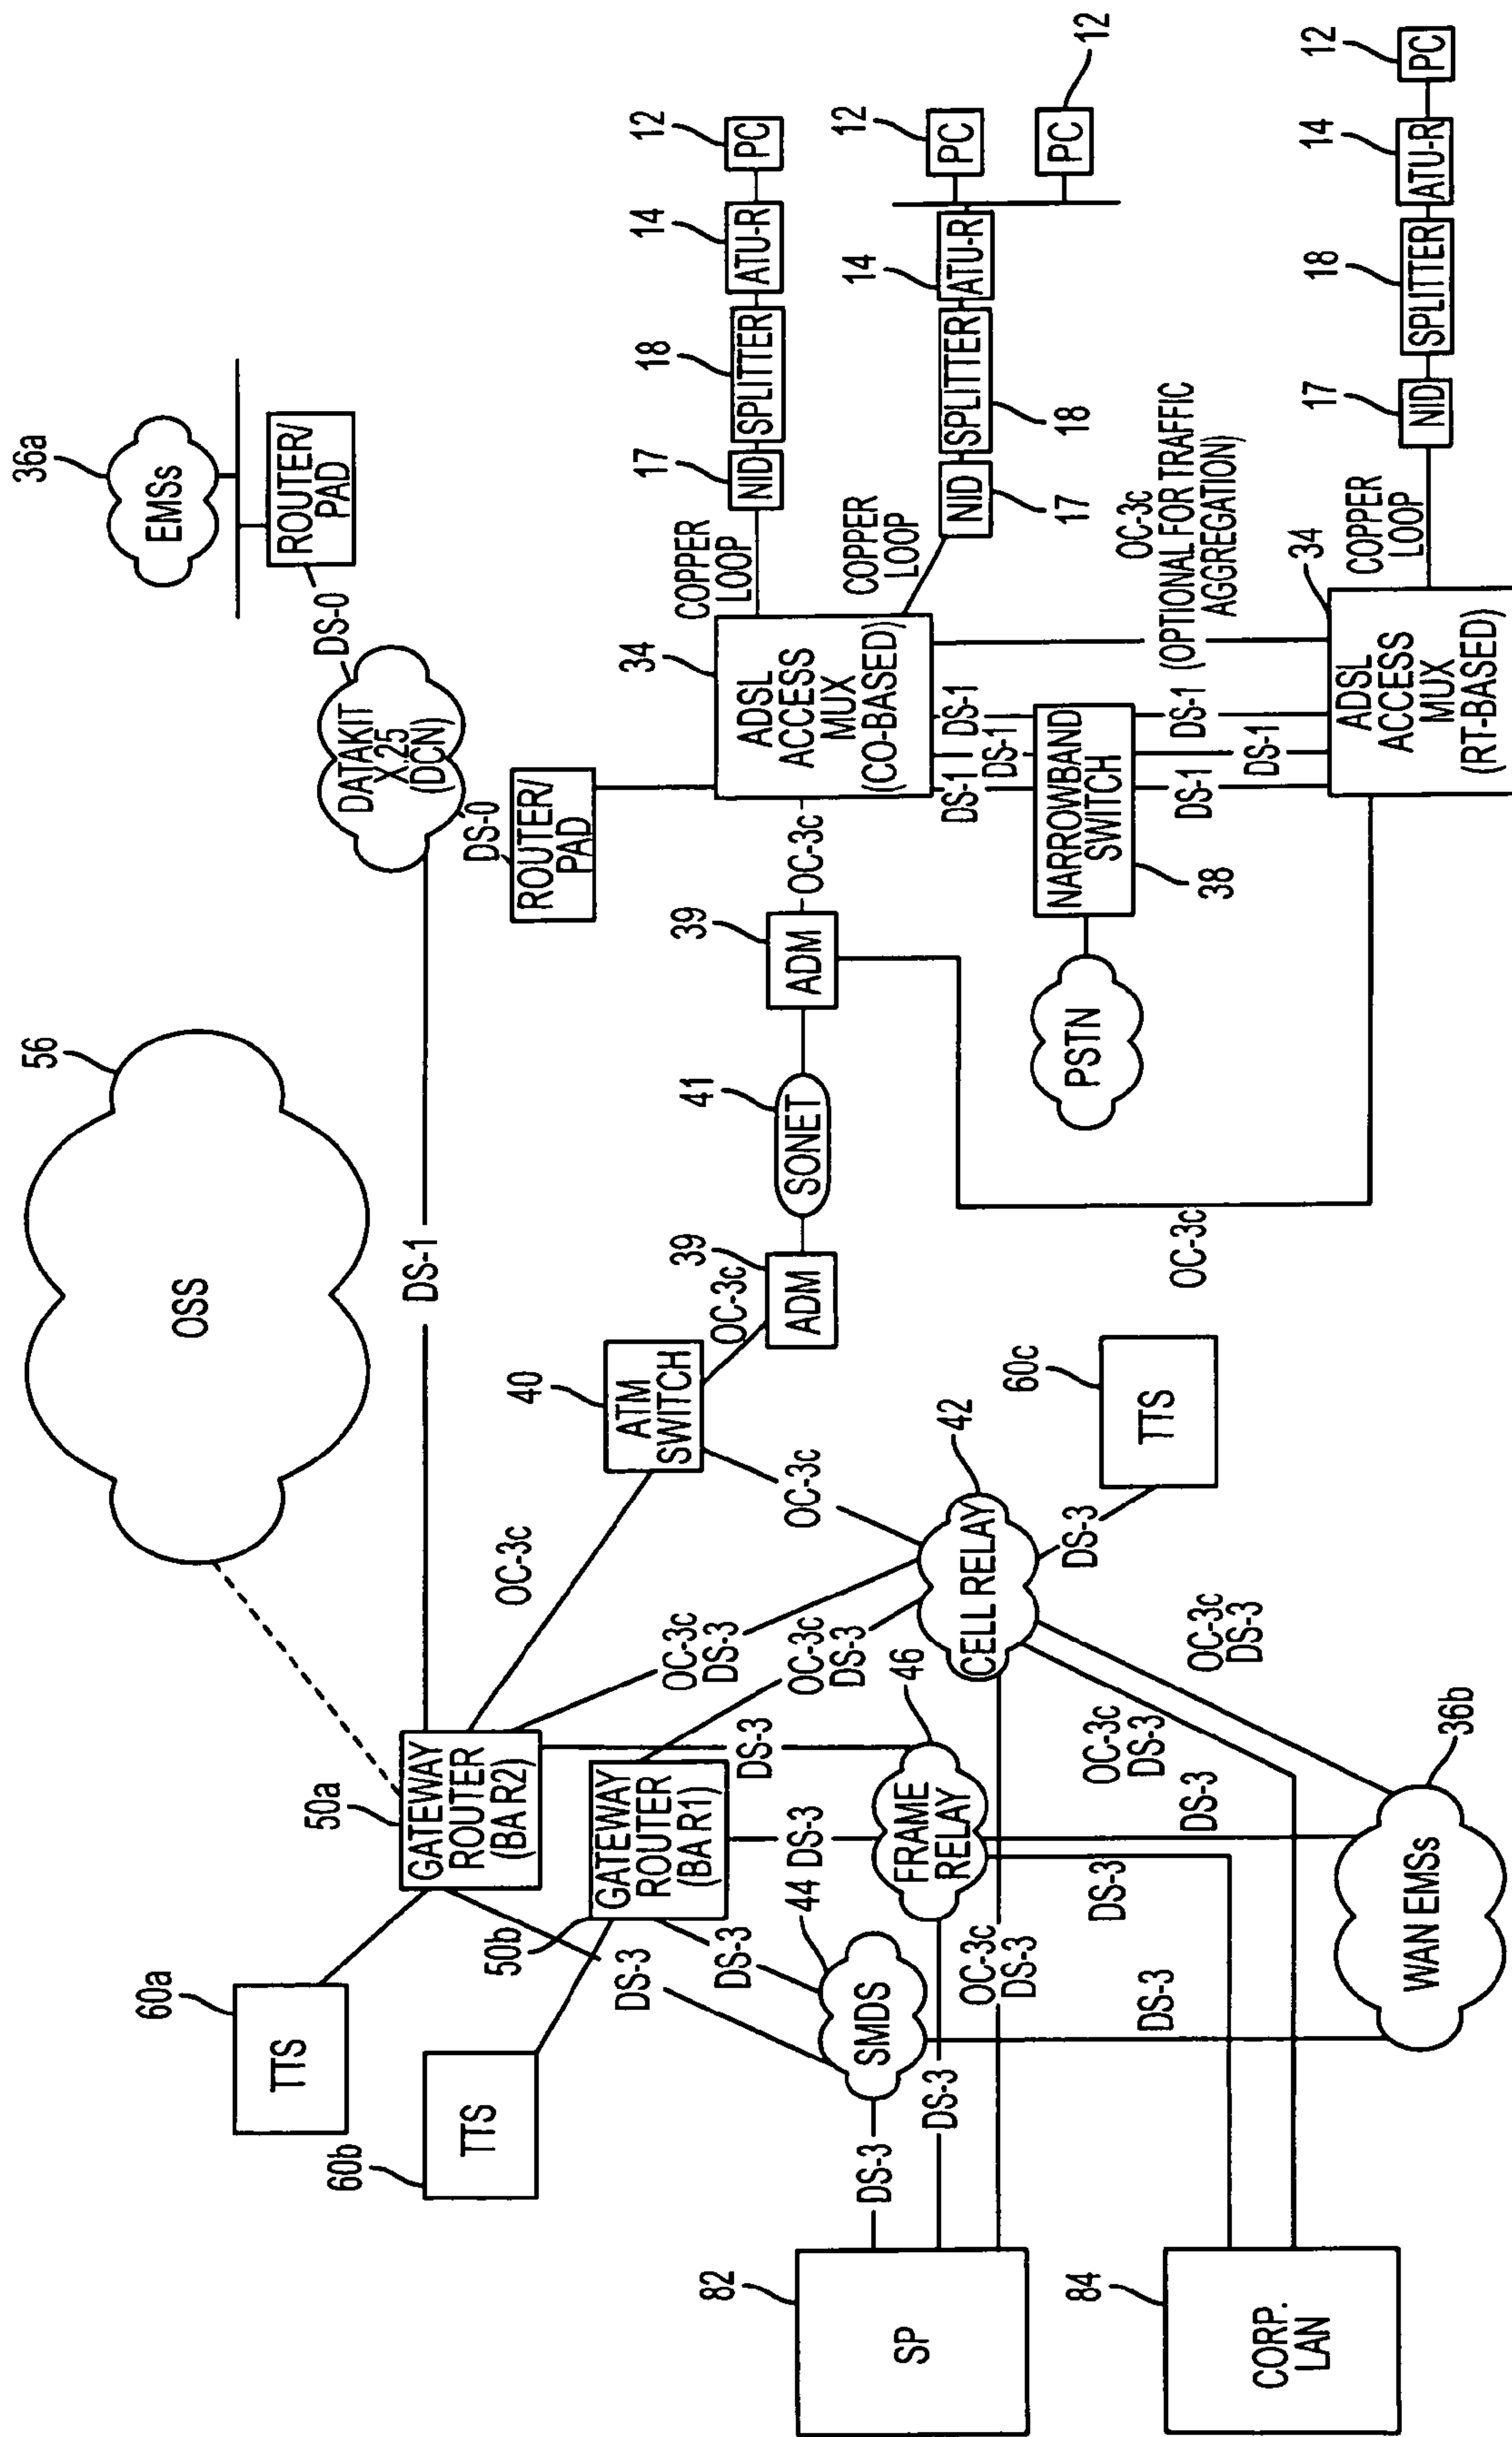 56
OSS
36a
EMSs
ROUTER/
PAD
DS-0
DATAKIT
X.25
(DCN)
DS-0
ROUTER/
PAD
DS-1
60a
TTS
60b
TTS
50a
GATEWAY
ROUTER
(BA R2)
50b
GATEWAY
ROUTER
(BA R1)
OC-3c
40
ATM
SWITCH
OC-3c
39
ADM
41
SONET
39
ADM
OC-3c
34
ADSL
ACCESS
MUX
(CO-BASED)
COPPER
LOOP
17
NID
18
SPLITTER
14
ATU-R
12
PC
COPPER
LOOP
NID
17
SPLITTER
18
14
ATU-R
12
PC
PC
12
OC-3c
DS-3
OC-3c
DS-3
OC-3c
DS-3
DS-3
DS-3
DS-3
44
SMDS
46
FRAME
RELAY
42
CELL RELAY
60c
TTS
DS-3
PSTN
NARROWBAND
SWITCH
38
DS-1
DS-1
DS-1
DS-1
DS-1
DS-1
OC-3c
(OPTIONAL FOR TRAFFIC
AGGREGATION)
OC-3c
34
ADSL
ACCESS
MUX
(RT-BASED)
COPPER
LOOP
17
NID
18
SPLITTER
14
ATU-R
12
PC
82
SP
DS-3
DS-3
OC-3c
DS-3
84
CORP.
LAN
DS-3
DS-3
DS-3
OC-3c
DS-3
OC-3c
DS-3
36b
WAN EMSs